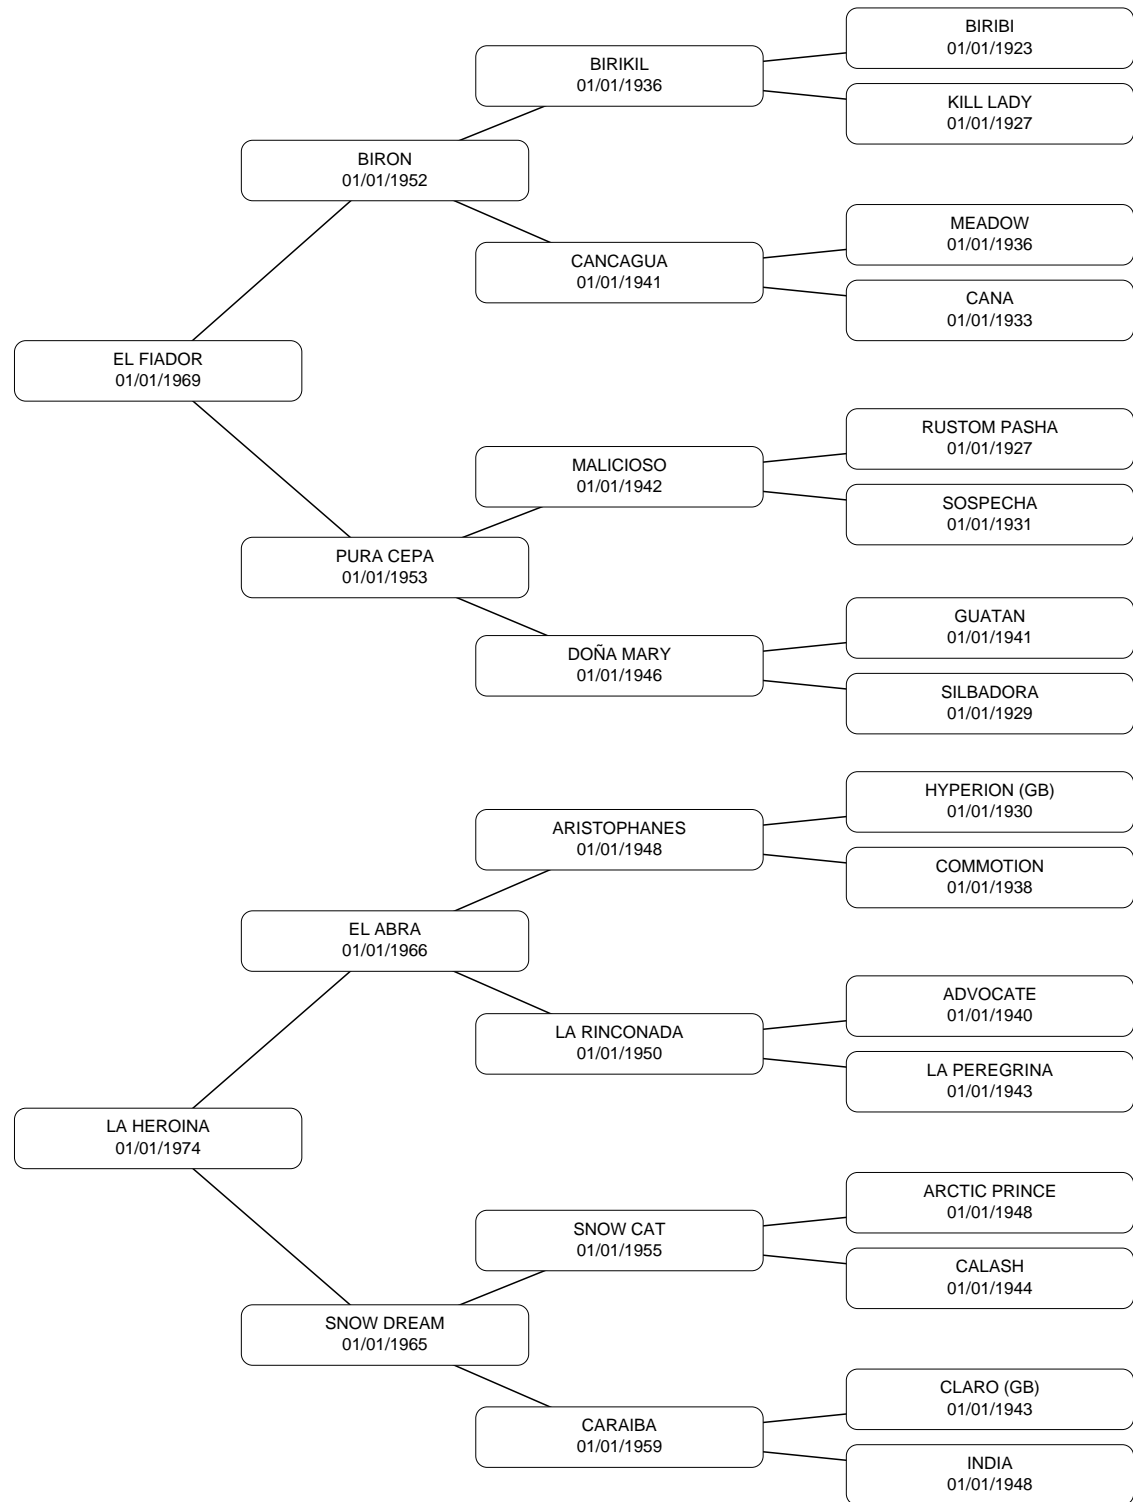 BIRIBI
01/01/1923
BIRIKIL
01/01/1936
KILL LADY
01/01/1927
BIRON
01/01/1952
MEADOW
01/01/1936
CANCAGUA
01/01/1941
CANA
01/01/1933
EL FIADOR
01/01/1969
RUSTOM PASHA
01/01/1927
MALICIOSO
01/01/1942
SOSPECHA
01/01/1931
PURA CEPA
01/01/1953
GUATAN
01/01/1941
DOÑA MARY
01/01/1946
SILBADORA
01/01/1929
HYPERION (GB)
01/01/1930
ARISTOPHANES
01/01/1948
COMMOTION
01/01/1938
EL ABRA
01/01/1966
ADVOCATE
01/01/1940
LA RINCONADA
01/01/1950
LA PEREGRINA
01/01/1943
LA HEROINA
01/01/1974
ARCTIC PRINCE
01/01/1948
SNOW CAT
01/01/1955
CALASH
01/01/1944
SNOW DREAM
01/01/1965
CLARO (GB)
01/01/1943
CARAIBA
01/01/1959
INDIA
01/01/1948